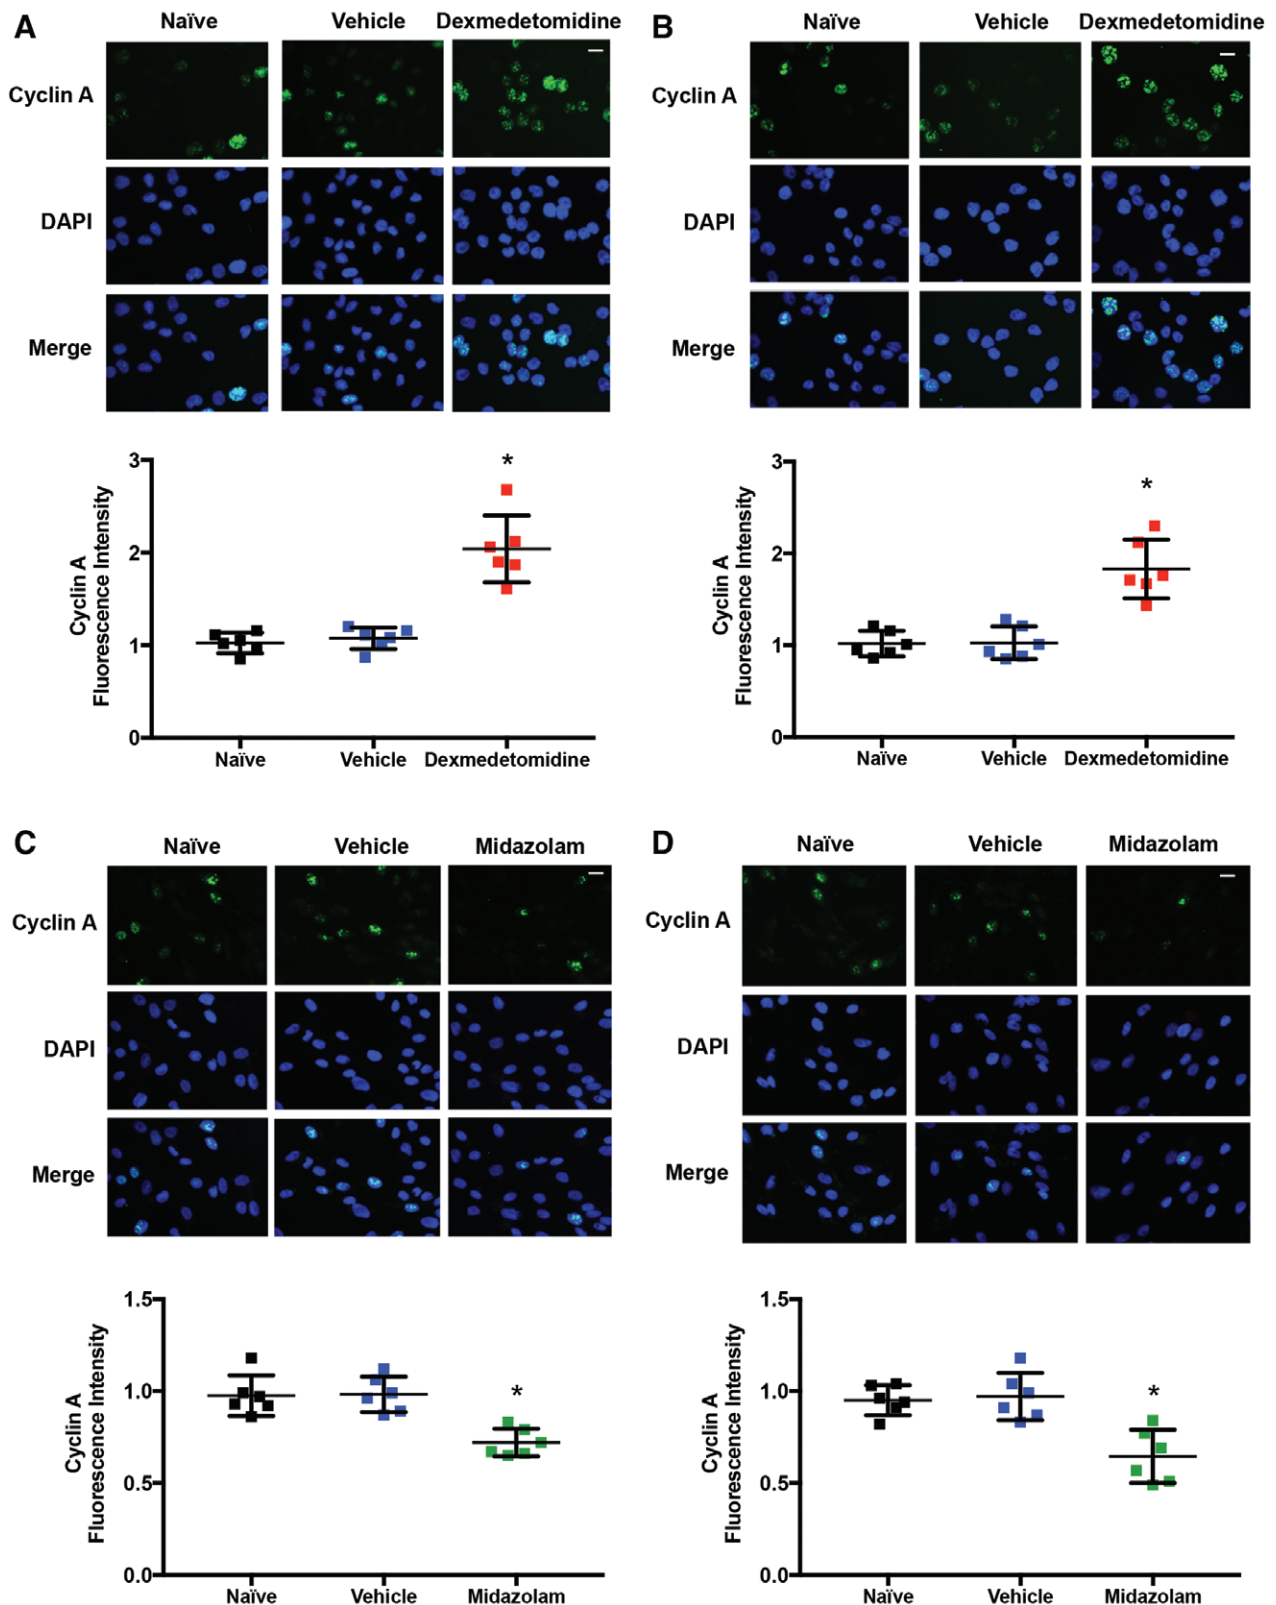 A
Naïve Vehicle Dexmedetomidine
Cyclin A
DAPI
Merge
Cyclin A
Fluorescence Intensity
3
2
1
0
*
Naïve Vehicle Dexmedetomidine
B
Naïve Vehicle Dexmedetomidine
Cyclin A
DAPI
Merge
Cyclin A
Fluorescence Intensity
3
2
1
0
*
Naïve Vehicle Dexmedetomidine
C
Naïve Vehicle Midazolam
Cyclin A
DAPI
Merge
Cyclin A
Fluorescence Intensity
1.5
1.0
0.5
0.0
*
Naïve Vehicle Midazolam
D
Naïve Vehicle Midazolam
Cyclin A
DAPI
Merge
Cyclin A
Fluorescence Intensity
1.5
1.0
0.5
0.0
*
Naïve Vehicle Midazolam